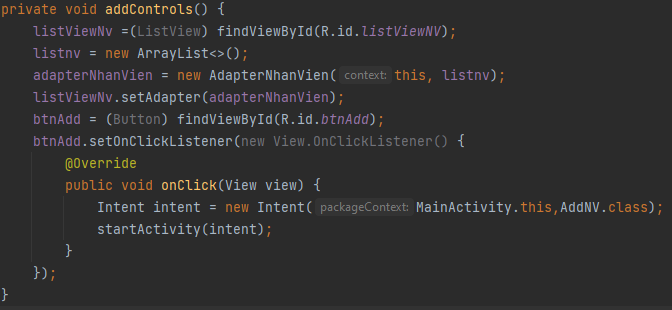 private void addControls() {
    listViewNv =(ListView) findViewById(R.id.listViewNV);
    listnv = new ArrayList<>();
    adapterNhanVien = new AdapterNhanVien( context: this, listnv);
    listViewNv.setAdapter(adapterNhanVien);
    btnAdd = (Button) findViewById(R.id.btnAdd);
    btnAdd.setOnClickListener(new View.OnClickListener() {
        @Override
        public void onClick(View view) {
            Intent intent = new Intent( packageContext: MainActivity.this,AddNV.class);
            startActivity(intent);
        }
    });
}